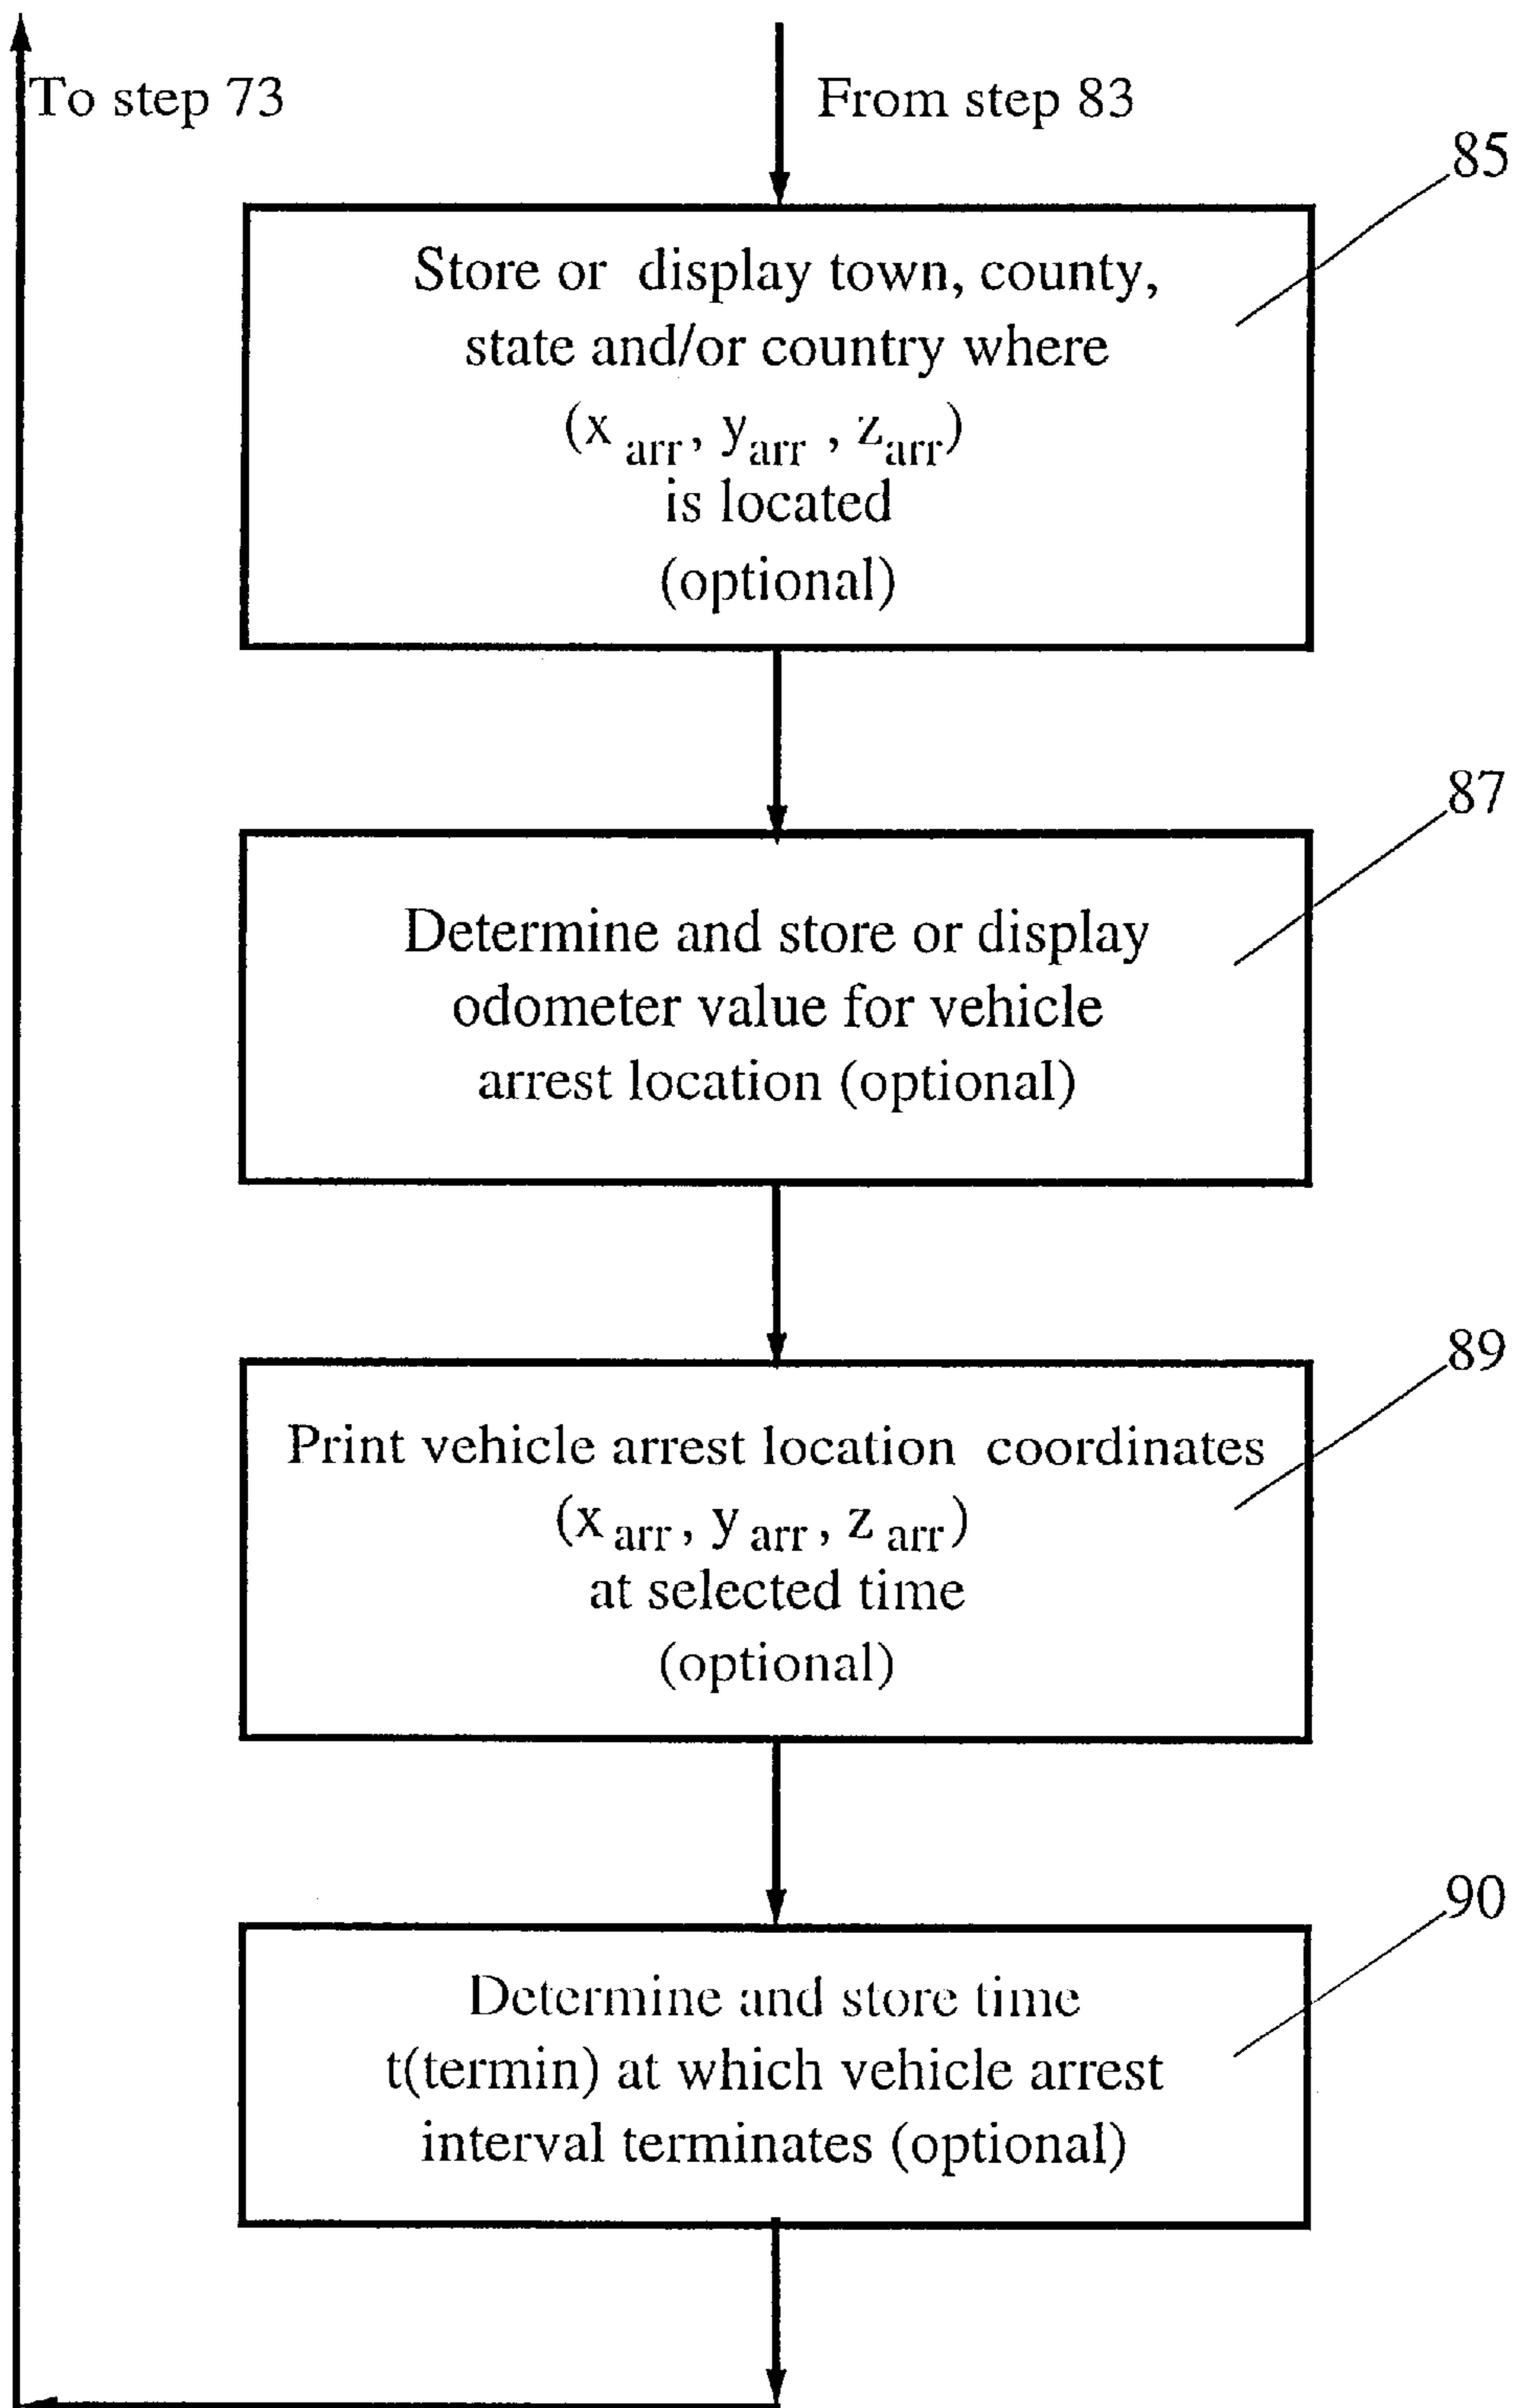 To step 73
From step 83
85
Store or display town, county,
state and/or country where
(x arr, y arr , z arr)
is located
(optional)
87
Determine and store or display
odometer value for vehicle
arrest location (optional)
89
Print vehicle arrest location coordinates
(x arr, y arr, z arr)
at selected time
(optional)
90
Determine and store time
t(termin) at which vehicle arrest
interval terminates (optional)